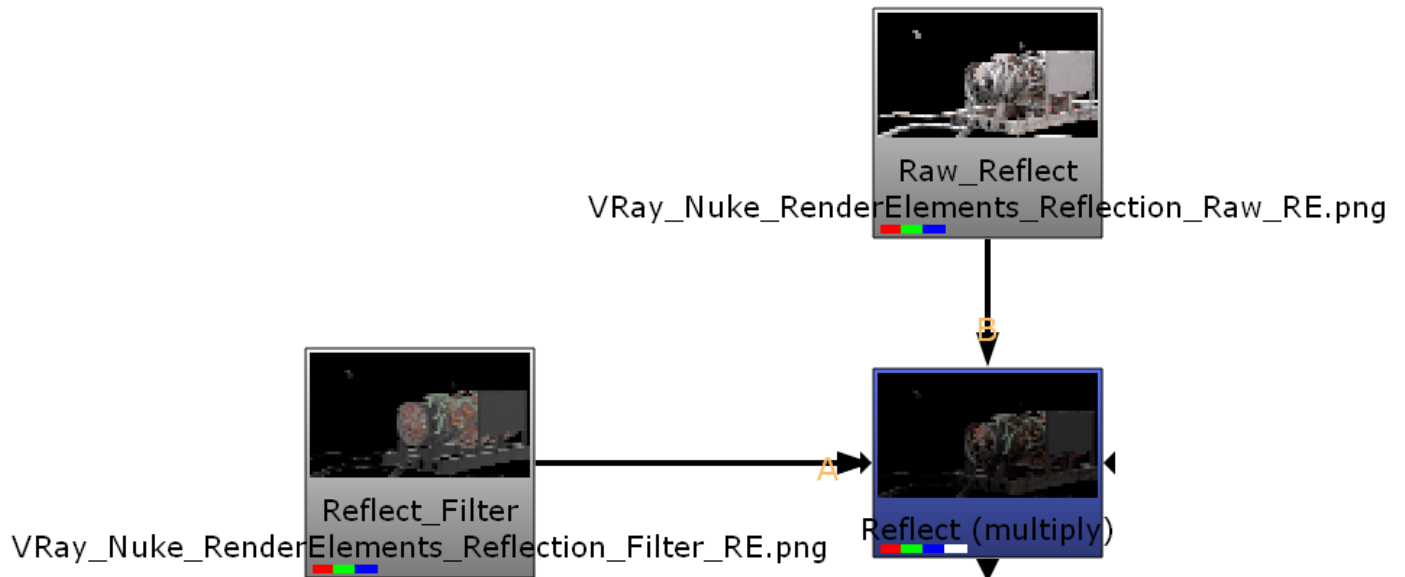 Raw_Reflect
VRay_Nuke_RenderElements_Reflection_Raw_RE.png
B
Reflect_Filter
VRay_Nuke_RenderElements_Reflection_Filter_RE.png
A
Reflect (multiply)